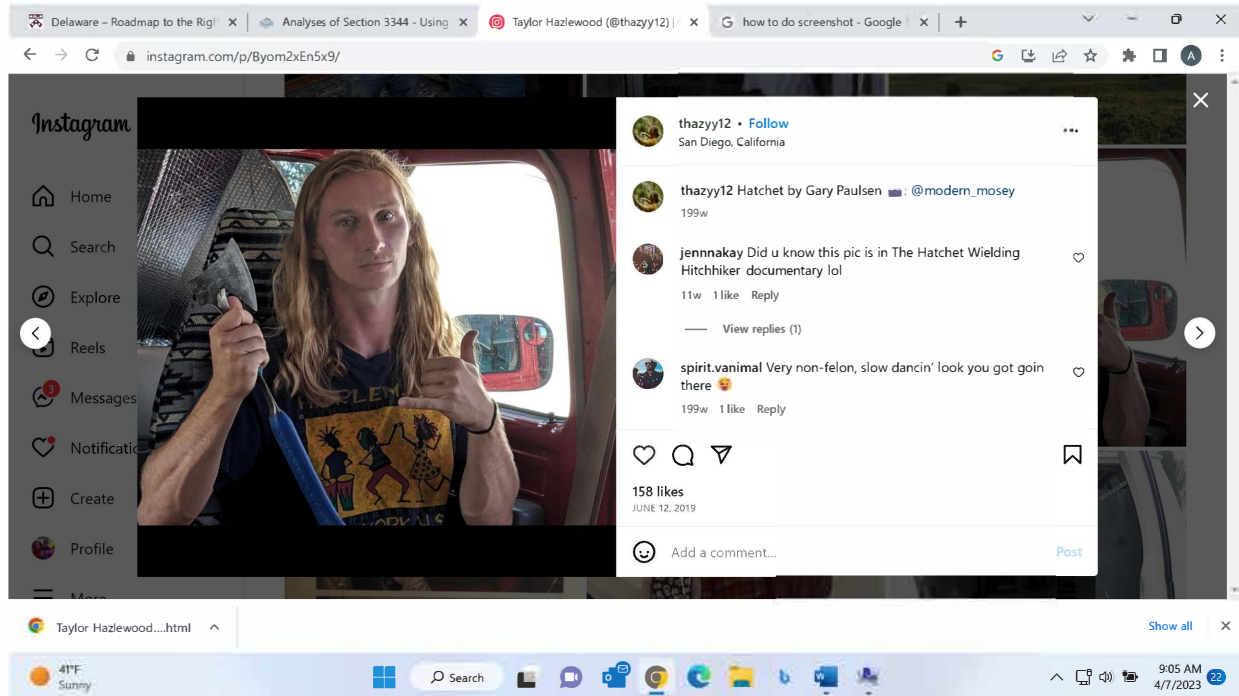 Delaware – Roadmap to the Righ
Analyses of Section 3344 - Using
Taylor Hazlewood (@thazyy12) |
how to do screenshot - Google
instagram.com/p/Byom2xEn5x9/
A
Instagram
Home
Search
Explore
Reels
3
Messages
Notificatio
Create
Profile
More
HARLEM
thazyy12 • Follow
San Diego, California
thazyy12 Hatchet by Gary Paulsen 📷: @modern_mosey
199w
jennnakay Did u know this pic is in The Hatchet Wielding
Hitchhiker documentary lol
11w 1 like Reply
View replies (1)
spirit.vanimal Very non-felon, slow dancin' look you got goin
there 😝
199w 1 like Reply
158 likes
JUNE 12, 2019
Add a comment...
Post
Taylor Hazlewood....html
Show all
41°F
Sunny
Search
9:05 AM
4/7/2023
22